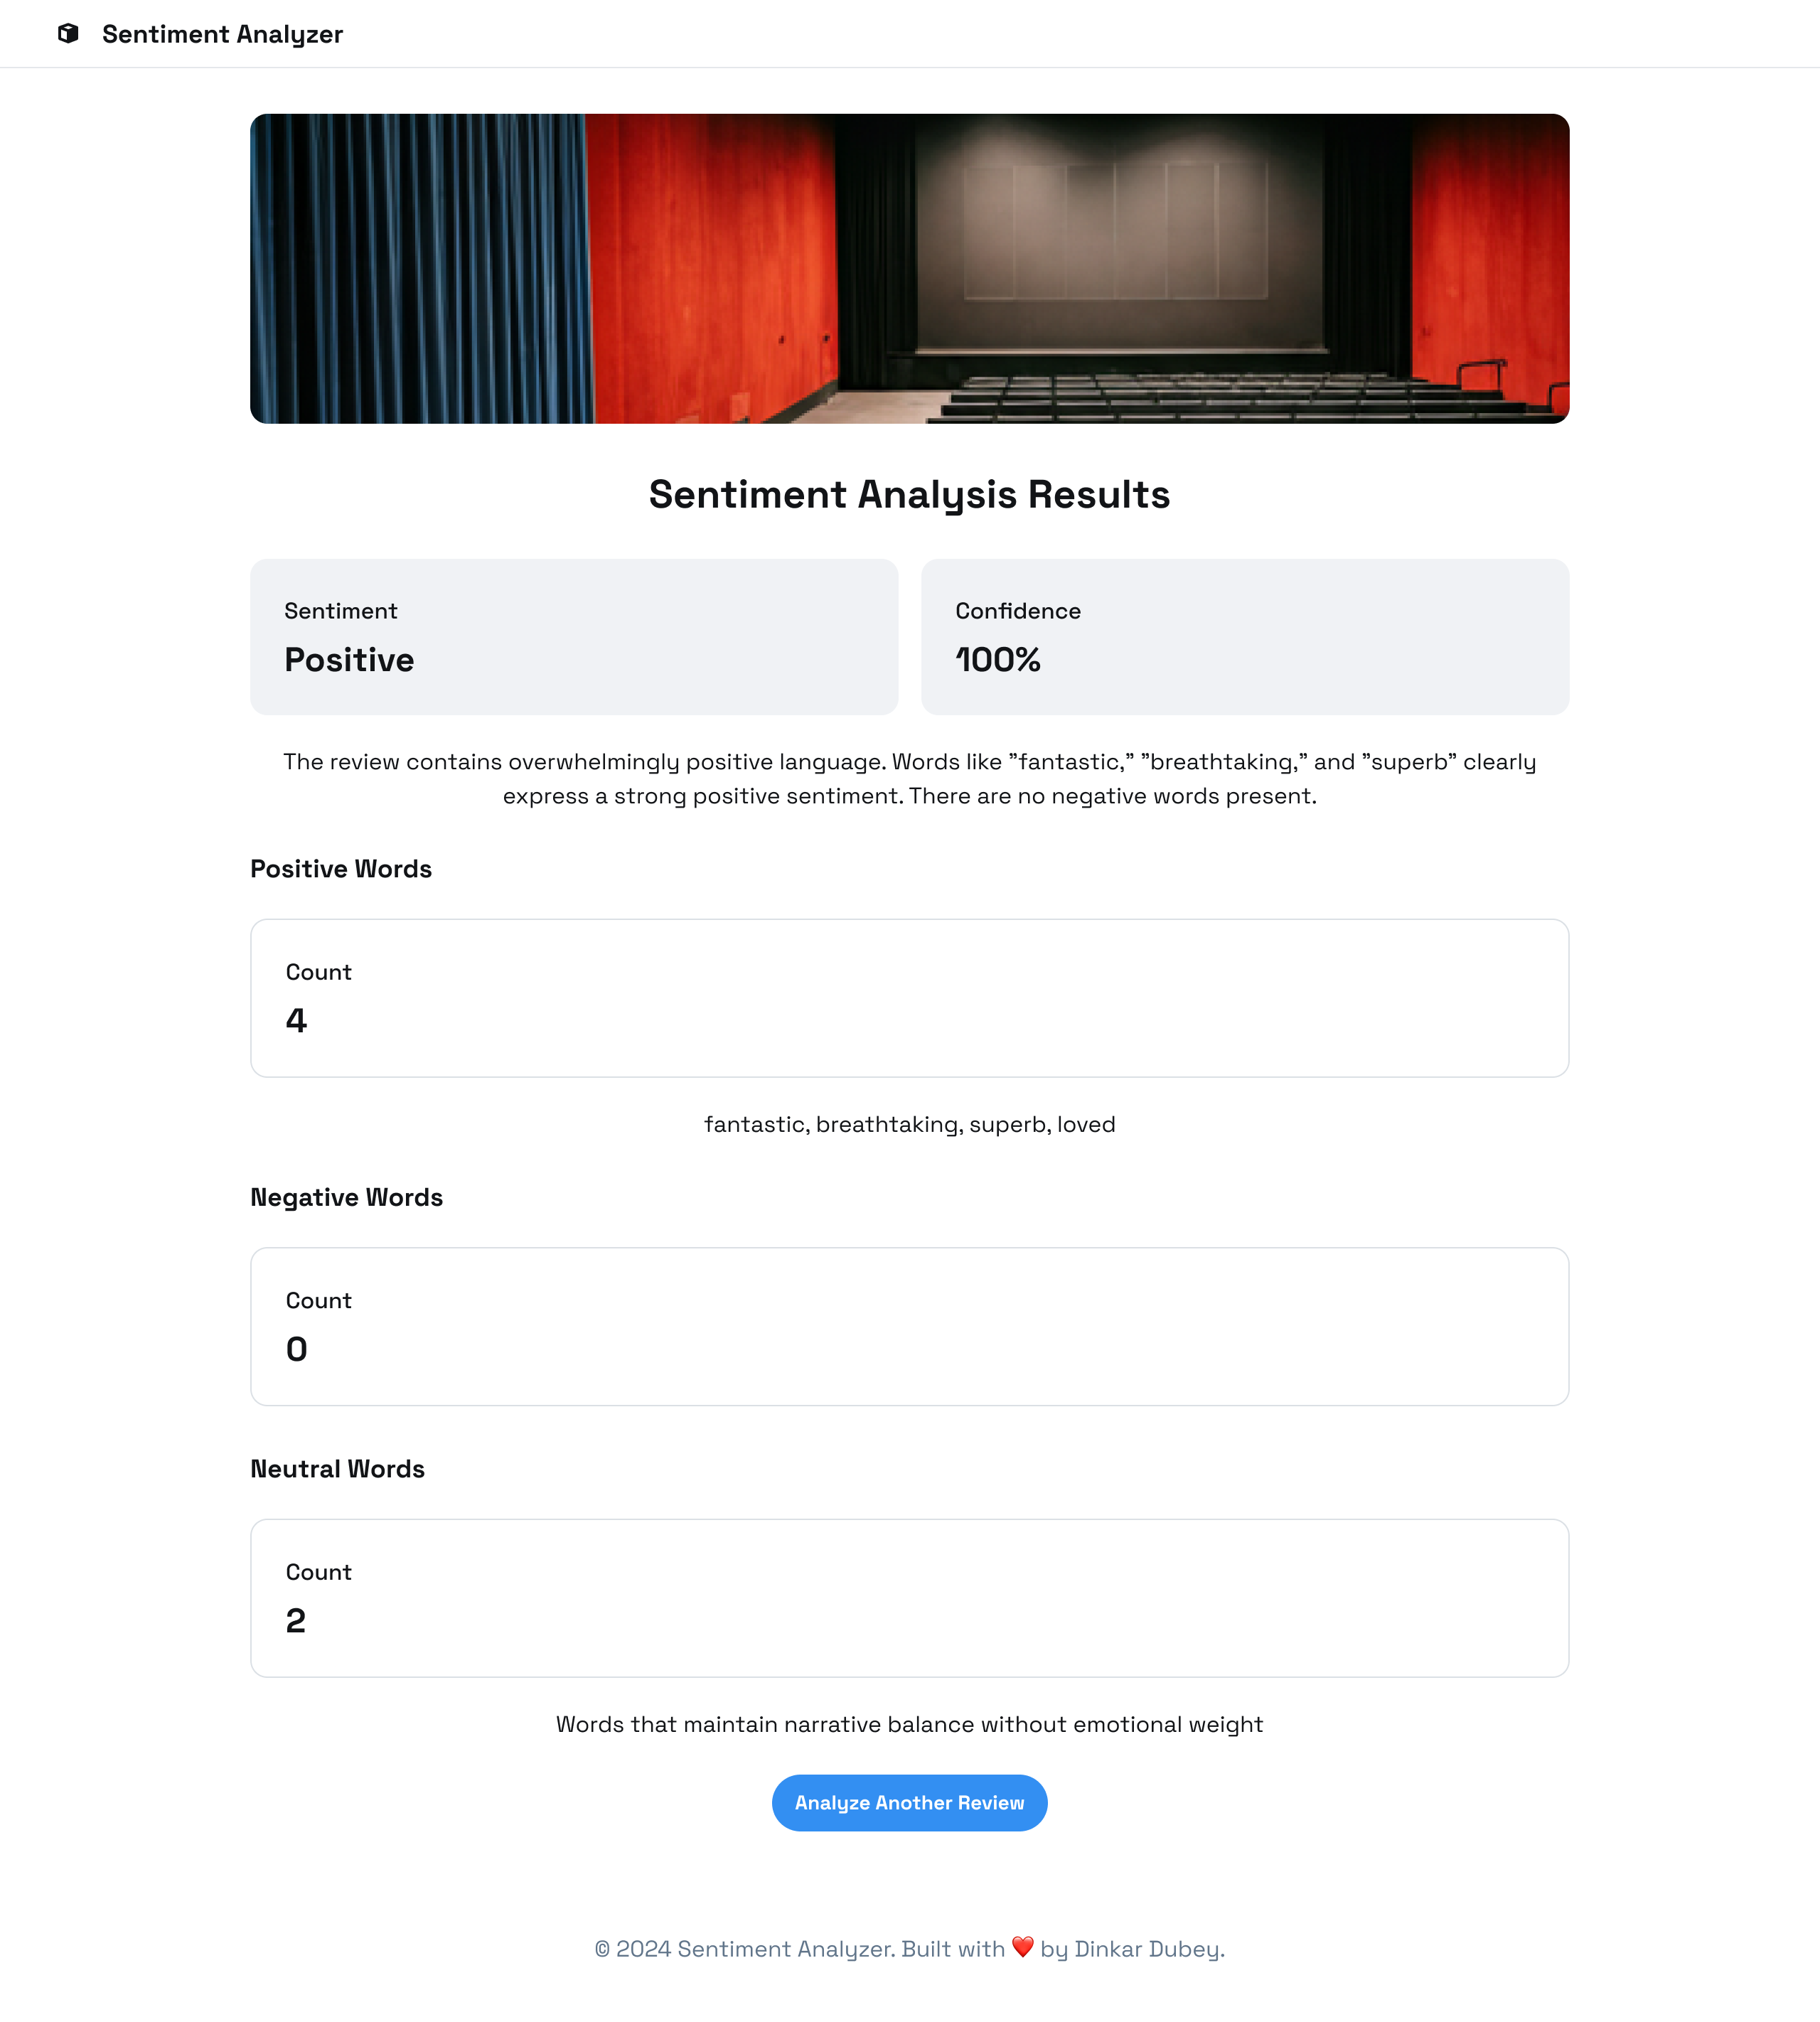 Sentiment Analyzer
Sentiment Analysis Results
Sentiment
Positive
Confidence
100%
The review contains overwhelmingly positive language. Words like ”fantastic,” ”breathtaking,” and ”superb” clearly
express a strong positive sentiment. There are no negative words present.
Positive Words
Count
4
fantastic, breathtaking, superb, loved
Negative Words
Count
0
Neutral Words
Count
2
Words that maintain narrative balance without emotional weight
Analyze Another Review
© 2024 Sentiment Analyzer. Built with ❤️ by Dinkar Dubey.